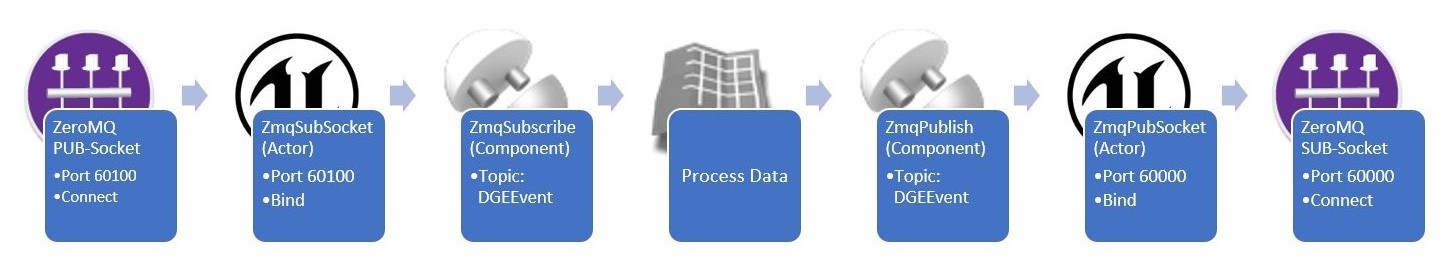 ZeroMQ
PUB-Socket
•Port 60100
•Connect
ZmqSubSocket
(Actor)
•Port 60100
•Bind
ZmqSubscribe
(Component)
•Topic:
DGEEvent
Process Data
ZmqPublish
(Component)
•Topic:
DGEEvent
ZmqPubSocket
(Actor)
•Port 60000
•Bind
ZeroMQ
SUB-Socket
•Port 60000
•Connect